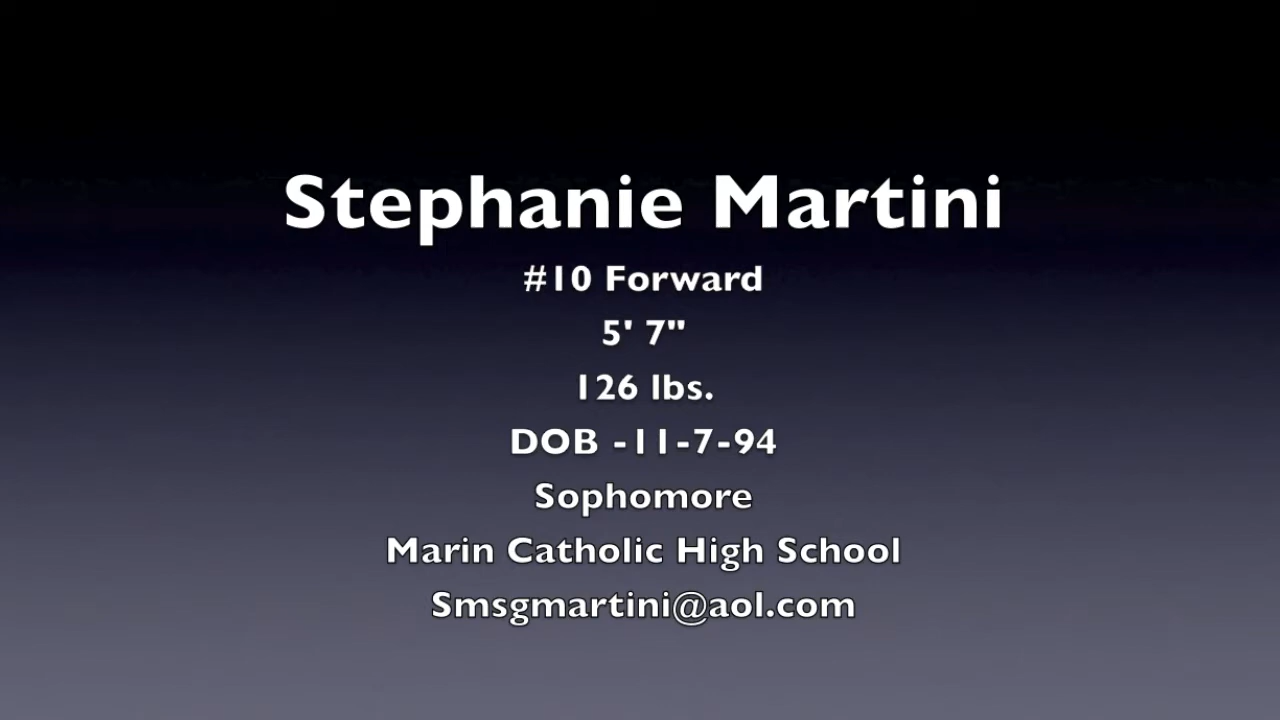 Stephanie Martini
#10 Forward
5' 7"
126 lbs.
DOB -11-7-94
Sophomore
Marin Catholic High School
Smsgmartini@aol.com